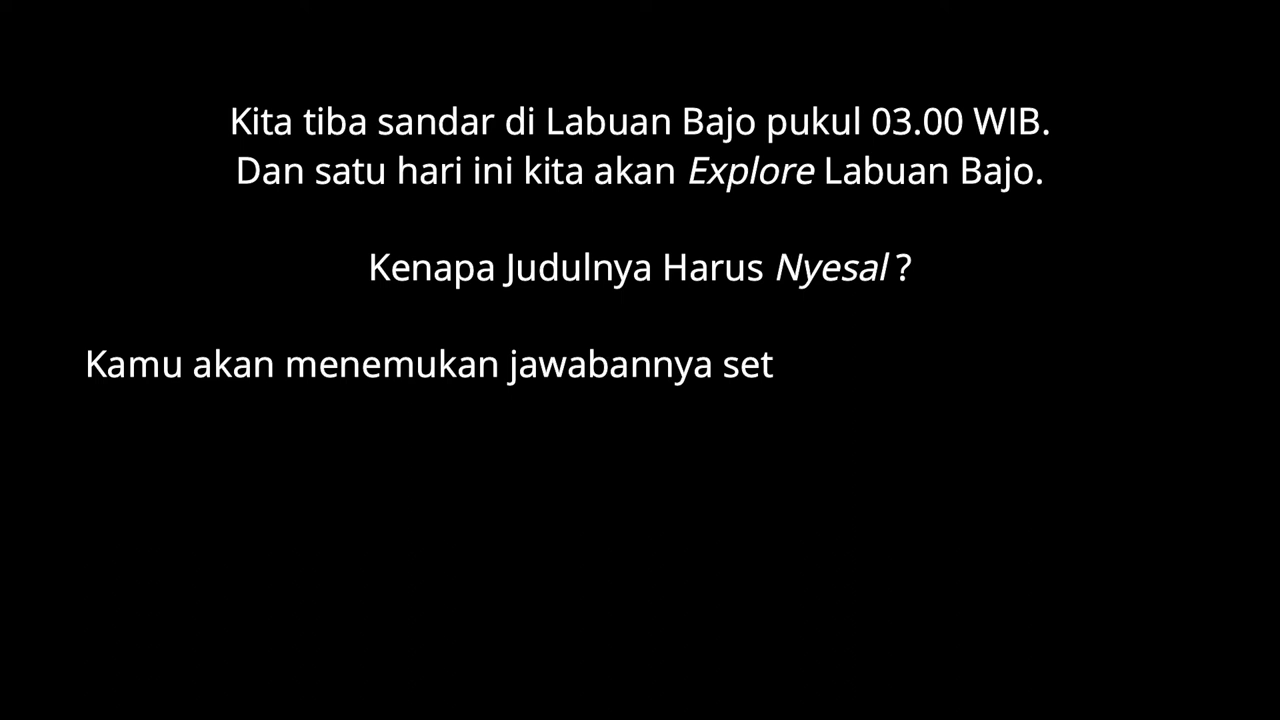 Kita tiba sandar di Labuan Bajo pukul 03.00 WIB.
Dan satu hari ini kita akan Explore Labuan Bajo.
Kenapa Judulnya Harus Nyesal ?
Kamu akan menemukan jawabannya set